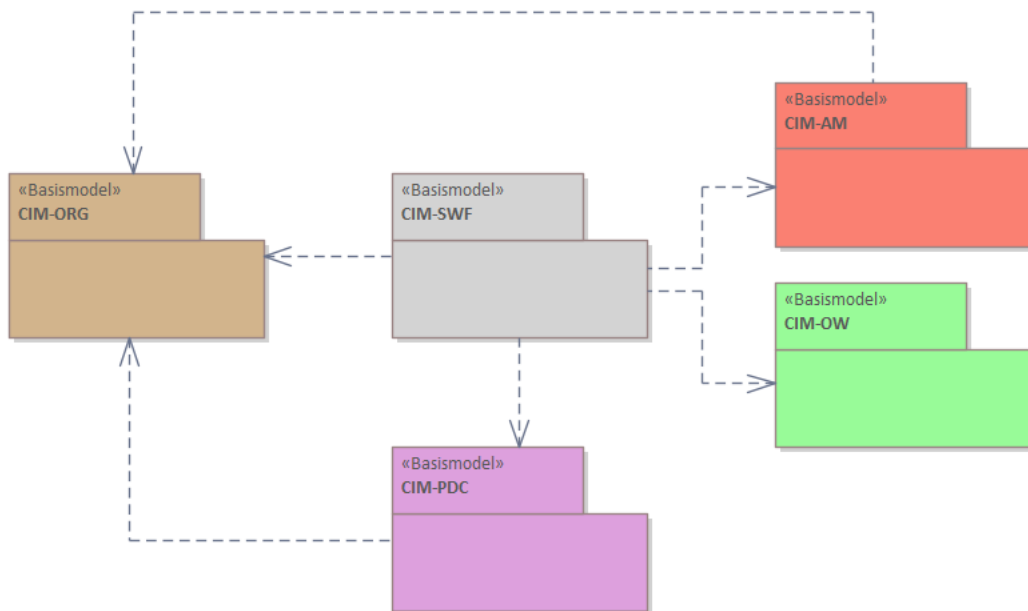 «Basismodel»
CIM-AM
«Basismodel»
CIM-ORG
«Basismodel»
CIM-SWF
«Basismodel»
CIM-OW
«Basismodel»
CIM-PDC